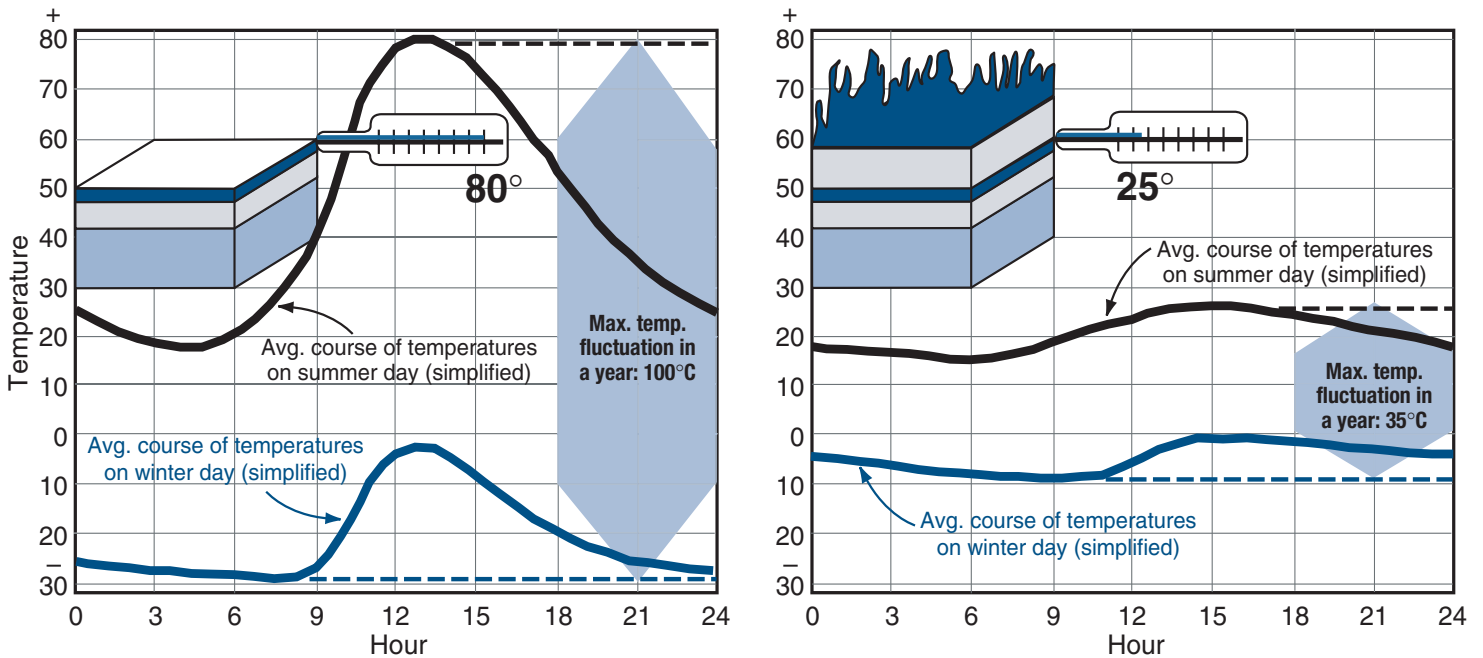 +
80
70
60
50
40
30
20
10
0
10
20
–
30
Temperature
80°
Avg. course of temperatures
on summer day (simplified)
Max. temp.
fluctuation in
a year: 100°C
Avg. course of temperatures
on winter day (simplified)
0 3 6 9 12 15 18 21 24
Hour
+
80
70
60
50
40
30
20
10
0
10
20
–
30
25°
Avg. course of temperatures
on summer day (simplified)
Max. temp.
fluctuation in
a year: 35°C
Avg. course of temperatures
on winter day (simplified)
0 3 6 9 12 15 18 21 24
Hour